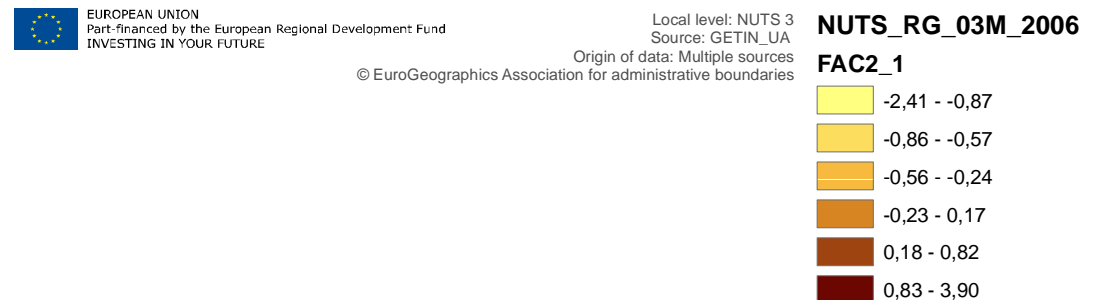 EUROPEAN UNION
Part-financed by the European Regional Development Fund
INVESTING IN YOUR FUTURE
Local level: NUTS 3
Source: GETIN_UA
Origin of data: Multiple sources
© EuroGeographics Association for administrative boundaries
NUTS_RG_03M_2006
FAC2_1
-2,41 - -0,87
-0,86 - -0,57
-0,56 - -0,24
-0,23 - 0,17
0,18 - 0,82
0,83 - 3,90